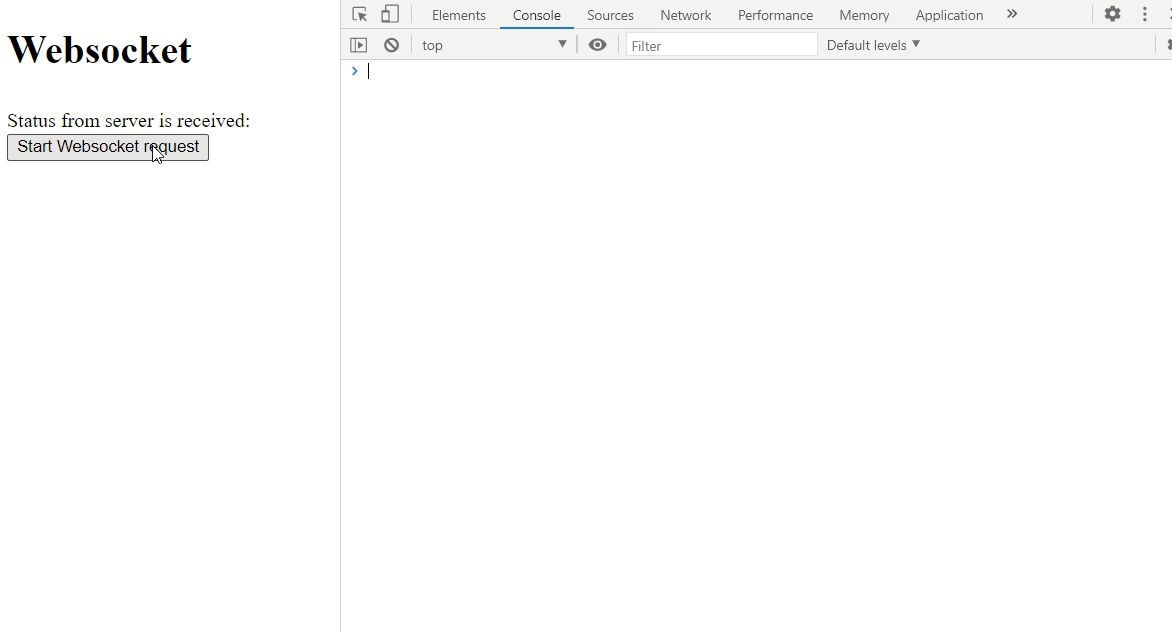 Websocket
Status from server is received:
Start Websocket request
Elements Console Sources Network Performance Memory Application »
top Filter Default levels